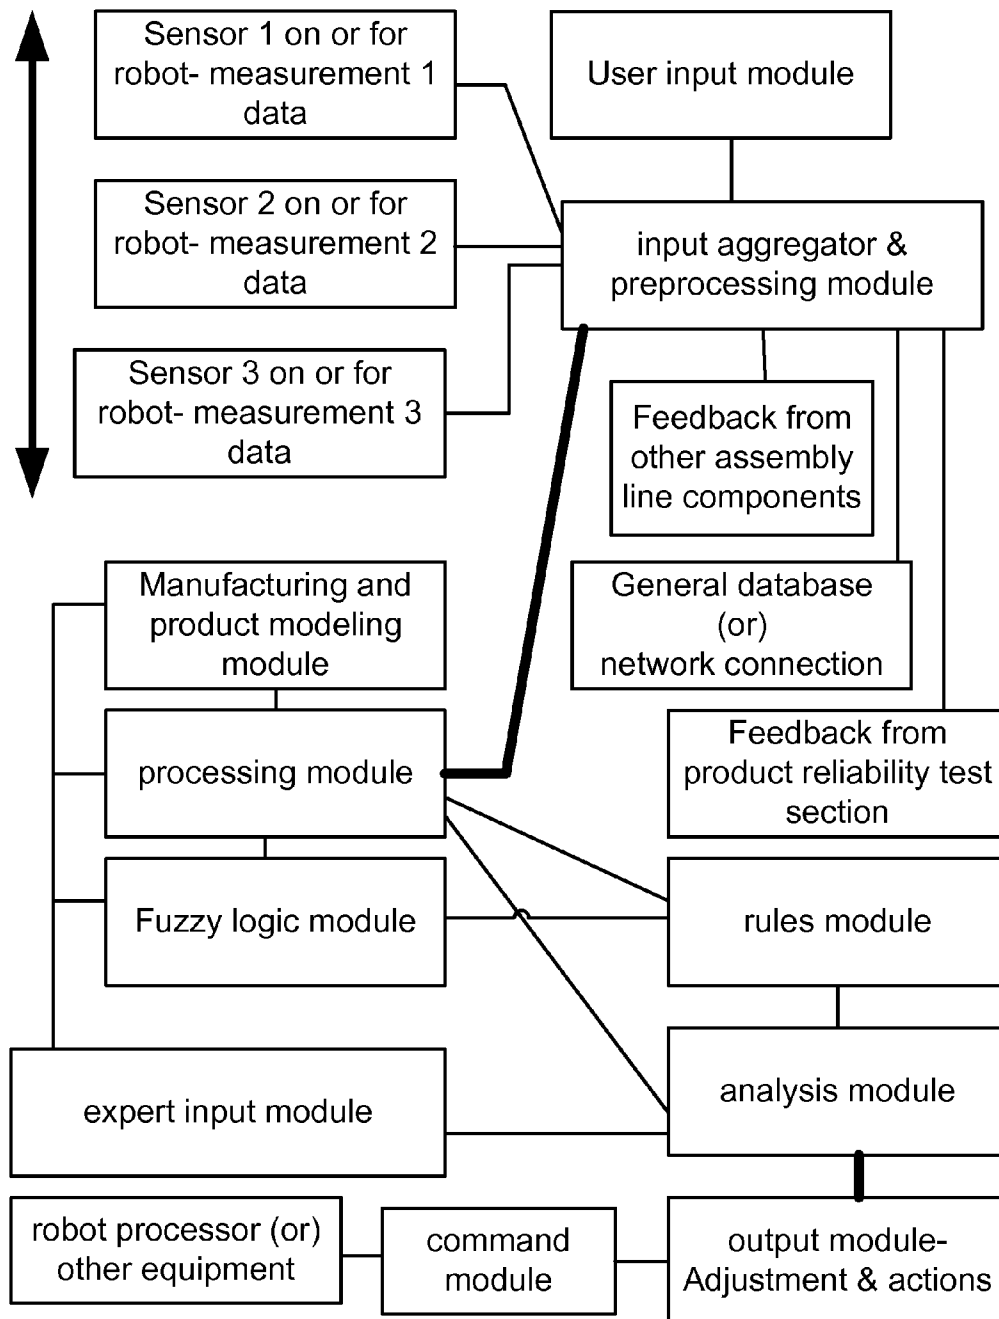 Sensor 1 on or for
robot- measurement 1
data
User input module
Sensor 2 on or for
robot- measurement 2
data
input aggregator &
preprocessing module
Sensor 3 on or for
robot- measurement 3
data
Feedback from
other assembly
line components
Manufacturing and
product modeling
module
General database
(or)
network connection
processing module
Feedback from
product reliability test
section
Fuzzy logic module
rules module
expert input module
analysis module
robot processor (or)
other equipment
command
module
output module-
Adjustment & actions